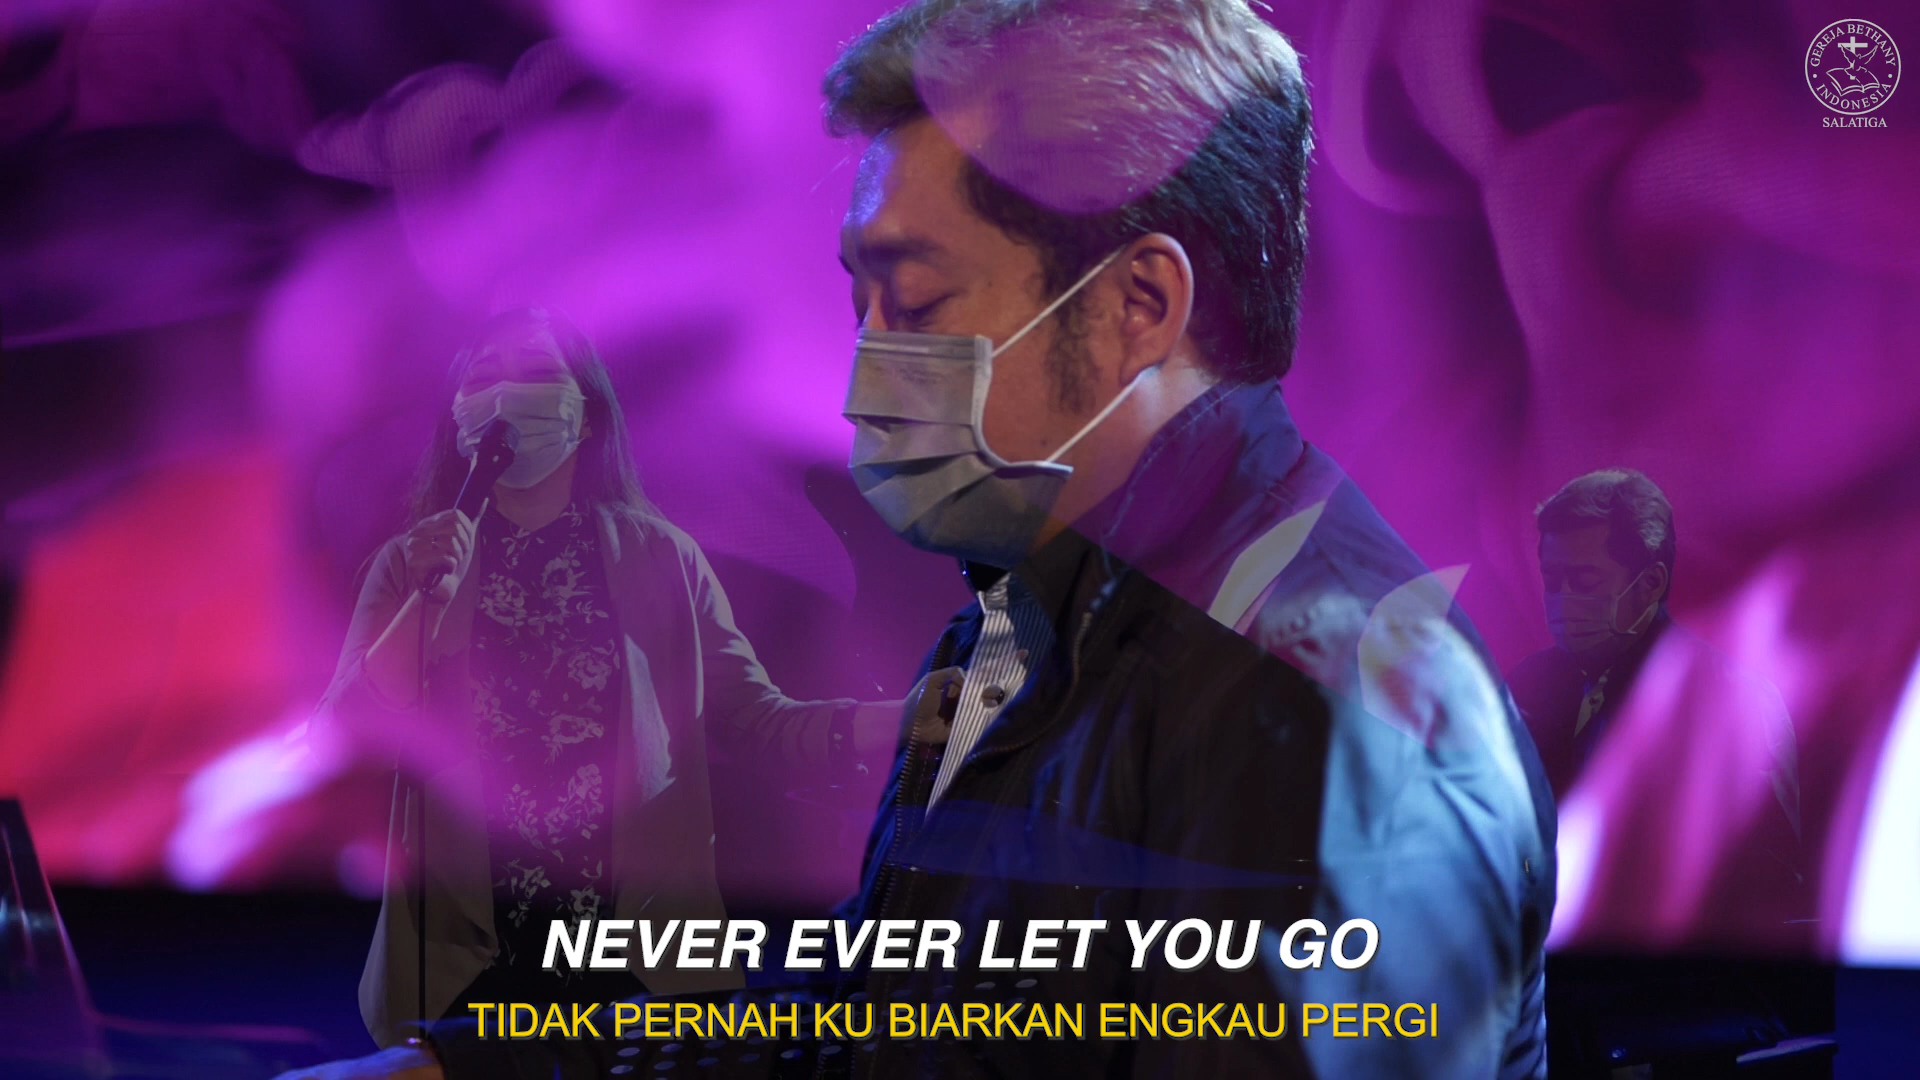 GEREJA BETHANY
INDONESIA
SALATIGA
NEVER EVER LET YOU GO
TIDAK PERNAH KU BIARKAN ENGKAU PERGI